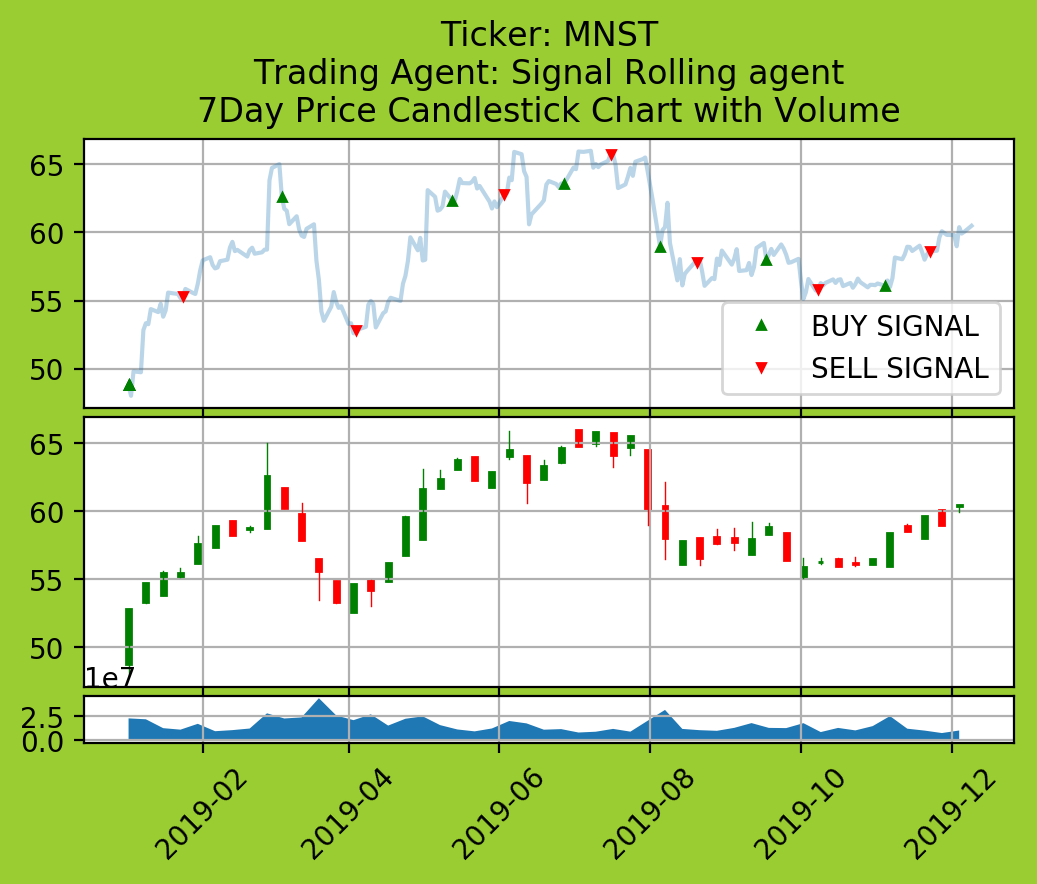 Ticker: MNST
Trading Agent: Signal Rolling agent
7Day Price Candlestick Chart with Volume
65
60
55
50
BUY SIGNAL
SELL SIGNAL
65
60
55
50
1e7
2.5
0.0
2019-02
2019-04
2019-06
2019-08
2019-10
2019-12